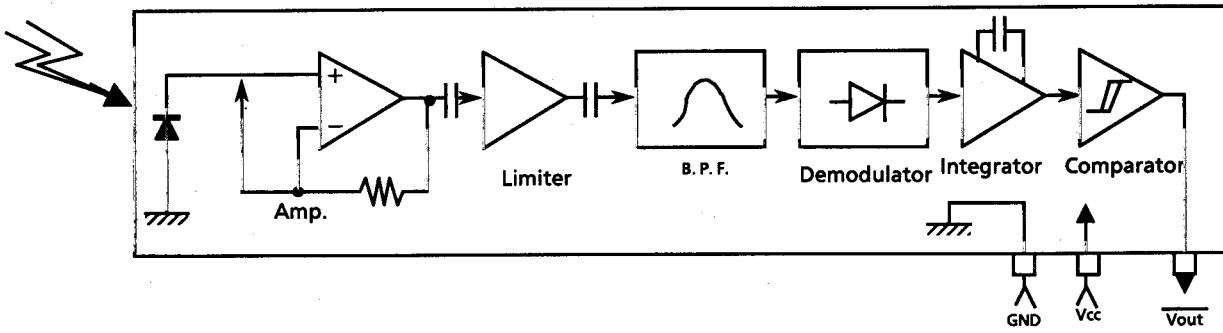 +
−
Amp.
Limiter
B. P. F.
Demodulator
Integrator
Comparator
GND
Vcc
Vout